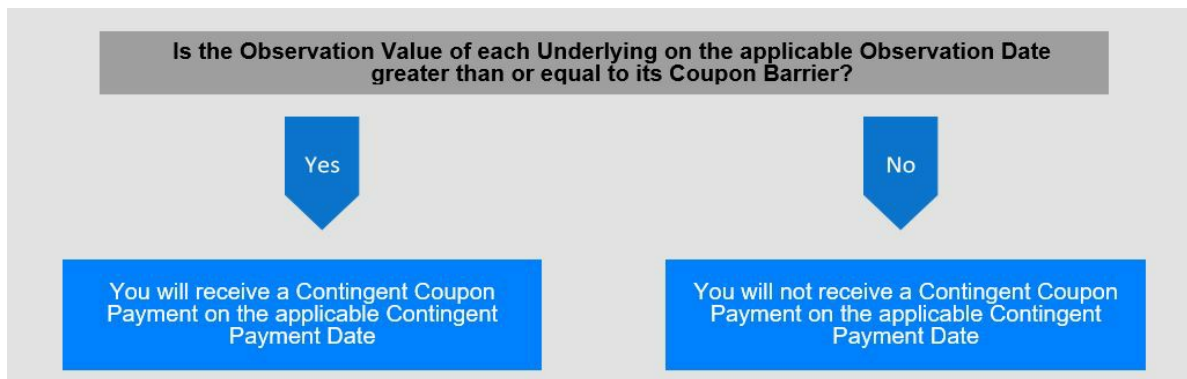 Is the Observation Value of each Underlying on the applicable Observation Date
greater than or equal to its Coupon Barrier?
Yes
No
You will receive a Contingent Coupon
Payment on the applicable Contingent
Payment Date
You will not receive a Contingent Coupon
Payment on the applicable Contingent
Payment Date